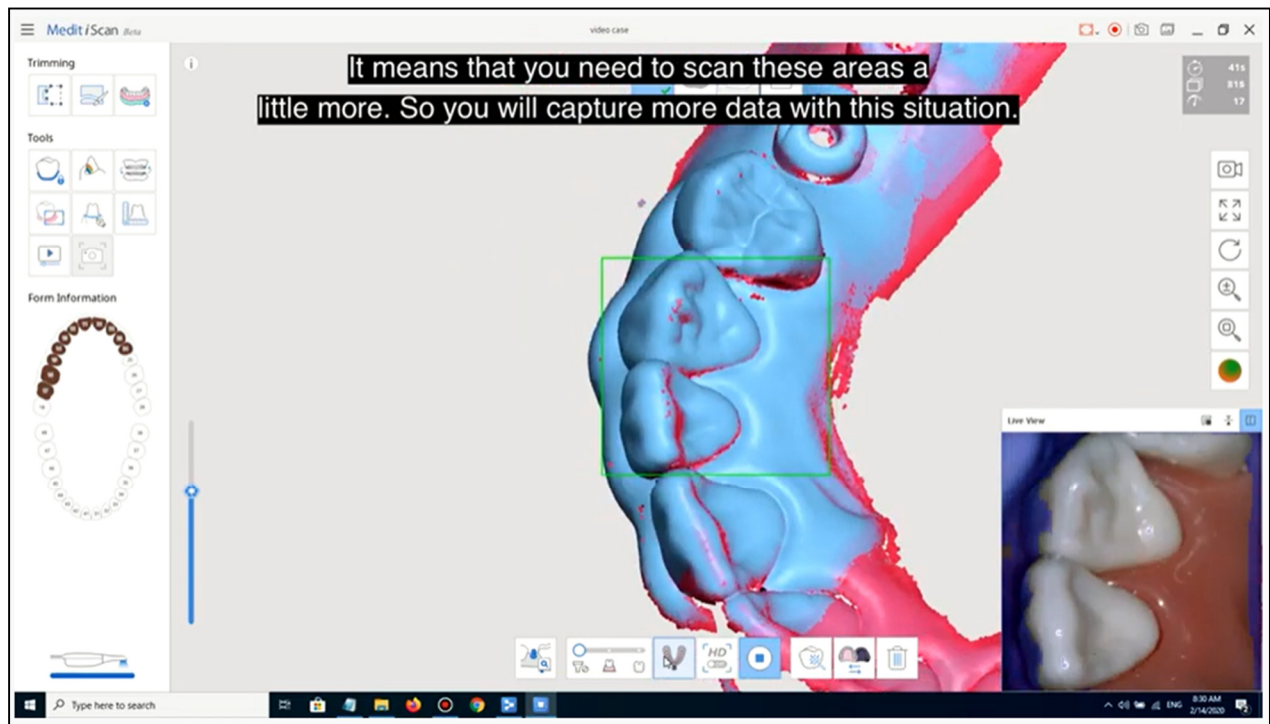 Medit iScan Beta
video case
Trimming
It means that you need to scan these areas a
little more. So you will capture more data with this situation.
41s
815
17
Tools
Form Information
Live View
HD
Type here to search
ENG
8:30 AM
2/14/2020